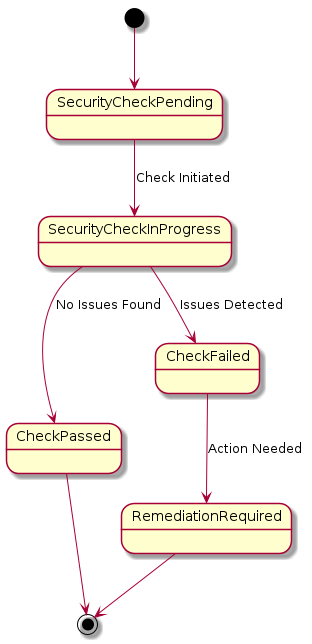 SecurityCheckPending
Check Initiated
SecurityCheckInProgress
No Issues Found
Issues Detected
CheckFailed
CheckPassed
Action Needed
RemediationRequired